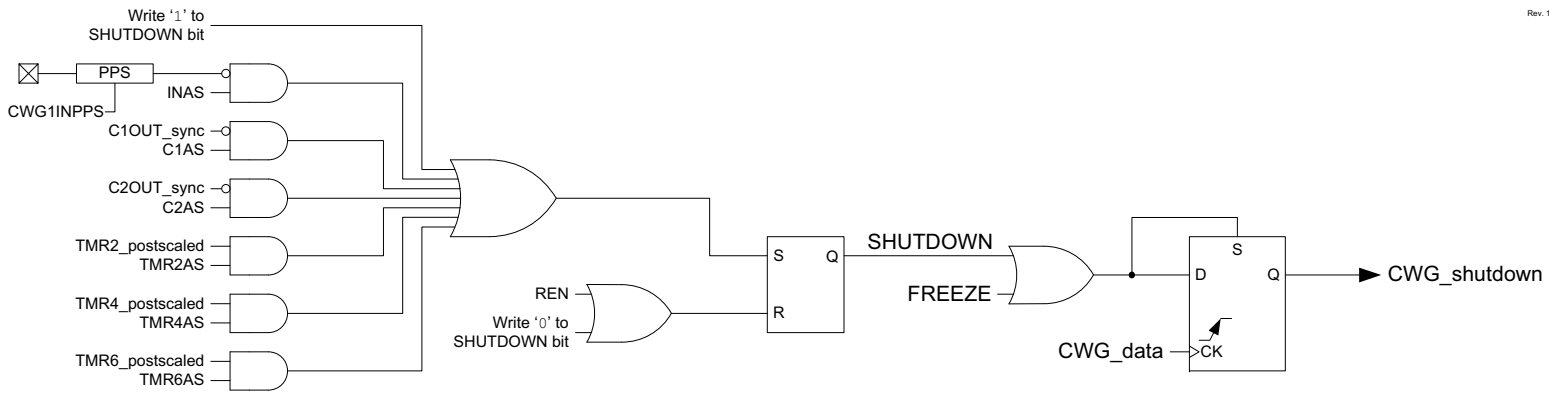 Rev. 1
Write ‘1’ to
SHUTDOWN bit
PPS
INAS
CWG1INPPS
C1OUT_sync
C1AS
C2OUT_sync
C2AS
TMR2_postscaled
TMR2AS
TMR4_postscaled
TMR4AS
TMR6_postscaled
TMR6AS
REN
Write ‘0’ to
SHUTDOWN bit
S
Q
R
SHUTDOWN
FREEZE
S
D
Q
CK
CWG_data
CWG_shutdown